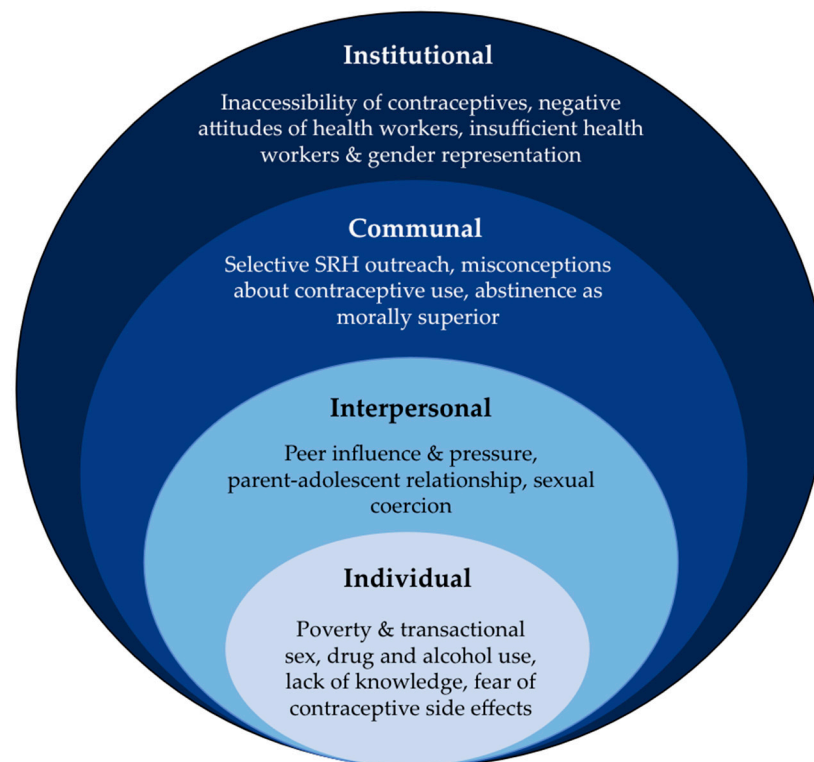 Institutional
Inaccessibility of contraceptives, negative
attitudes of health workers, insufficient health
workers & gender representation
Communal
Selective SRH outreach, misconceptions
about contraceptive use, abstinence as
morally superior
Interpersonal
Peer influence & pressure,
parent-adolescent relationship, sexual
coercion
Individual
Poverty & transactional
sex, drug and alcohol use,
lack of knowledge, fear of
contraceptive side effects